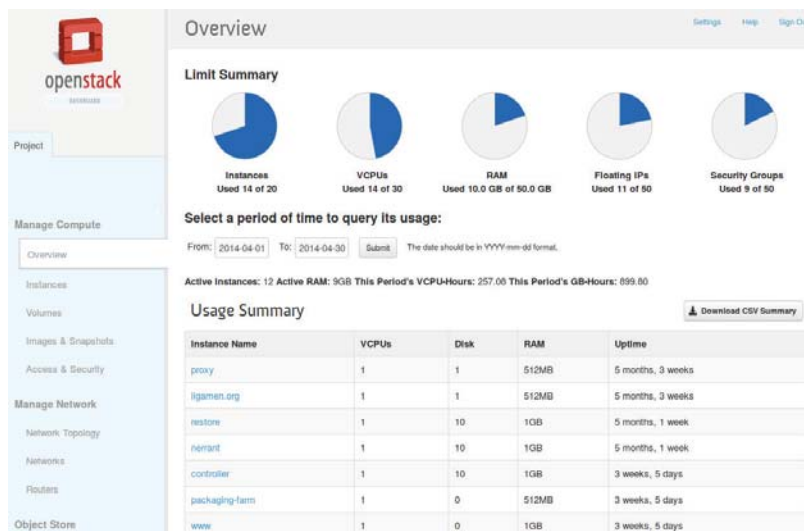 openstack
DASHBOARD
Project
Manage Compute
Overview
Instances
Volumes
Images & Snapshots
Access & Security
Manage Network
Network Topology
Networks
Routers
Object Store
Overview
Settings Help Sign O
Limit Summary
Instances
Used 14 of 20
VCPUs
Used 14 of 30
RAM
Used 10.0 GB of 50.0 GB
Floating IPs
Used 11 of 50
Security Groups
Used 9 of 50
Select a period of time to query its usage:
From: 2014-04-01 To: 2014-04-30 Submit The date should be in YYYY-mm-dd format.
Active Instances: 12 Active RAM: 9GB This Period's VCPU-Hours: 257.08 This Period's GB-Hours: 899.80
Usage Summary
Download CSV Summary
Instance Name VCPUs Disk RAM Uptime
proxy 1 1 512MB 5 months, 3 weeks
ligamen.org 1 1 512MB 5 months, 3 weeks
restore 1 10 1GB 5 months, 1 week
nerrant 1 10 1GB 5 months, 1 week
controller 1 10 1GB 3 weeks, 5 days
packaging-farm 1 0 512MB 3 weeks, 5 days
www 1 0 1GB 3 weeks, 5 days